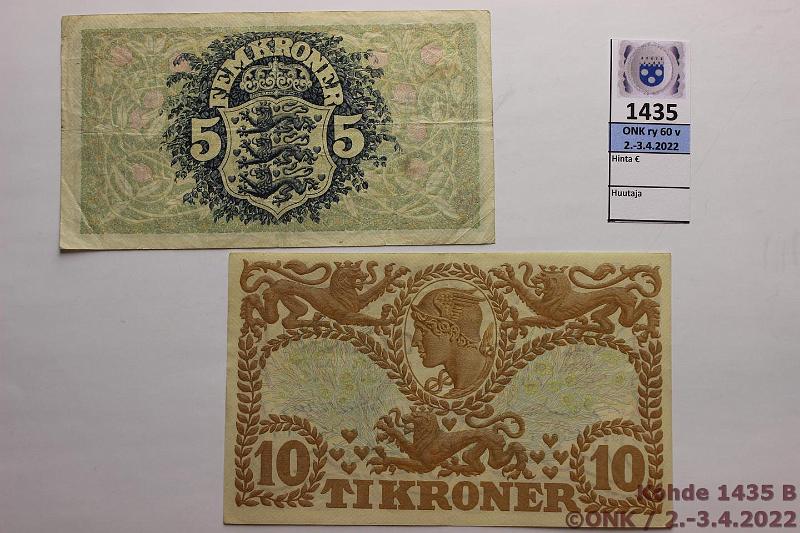 FEM KRONER
5 5
1435
ONK ry 60 v
2.-3.4.2022
Hinta €
Huutaja
10 10
TI KRONER
Kohde 1435 B
©ONK / 2.-3.4.2022